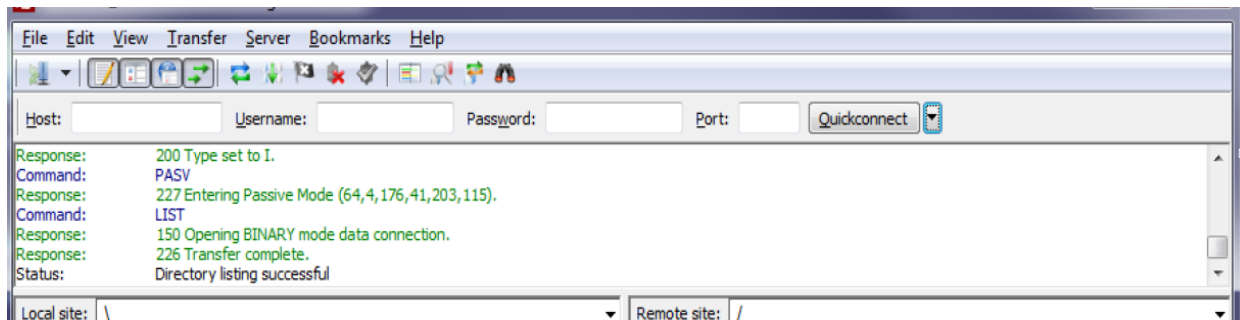 File Edit View Transfer Server Bookmarks Help
Host: Username: Password: Port: Quickconnect
Response: 200 Type set to I.
Command: PASV
Response: 227 Entering Passive Mode (64,4,176,41,203,115).
Command: LIST
Response: 150 Opening BINARY mode data connection.
Response: 226 Transfer complete.
Status: Directory listing successful
Local site: \ Remote site: /